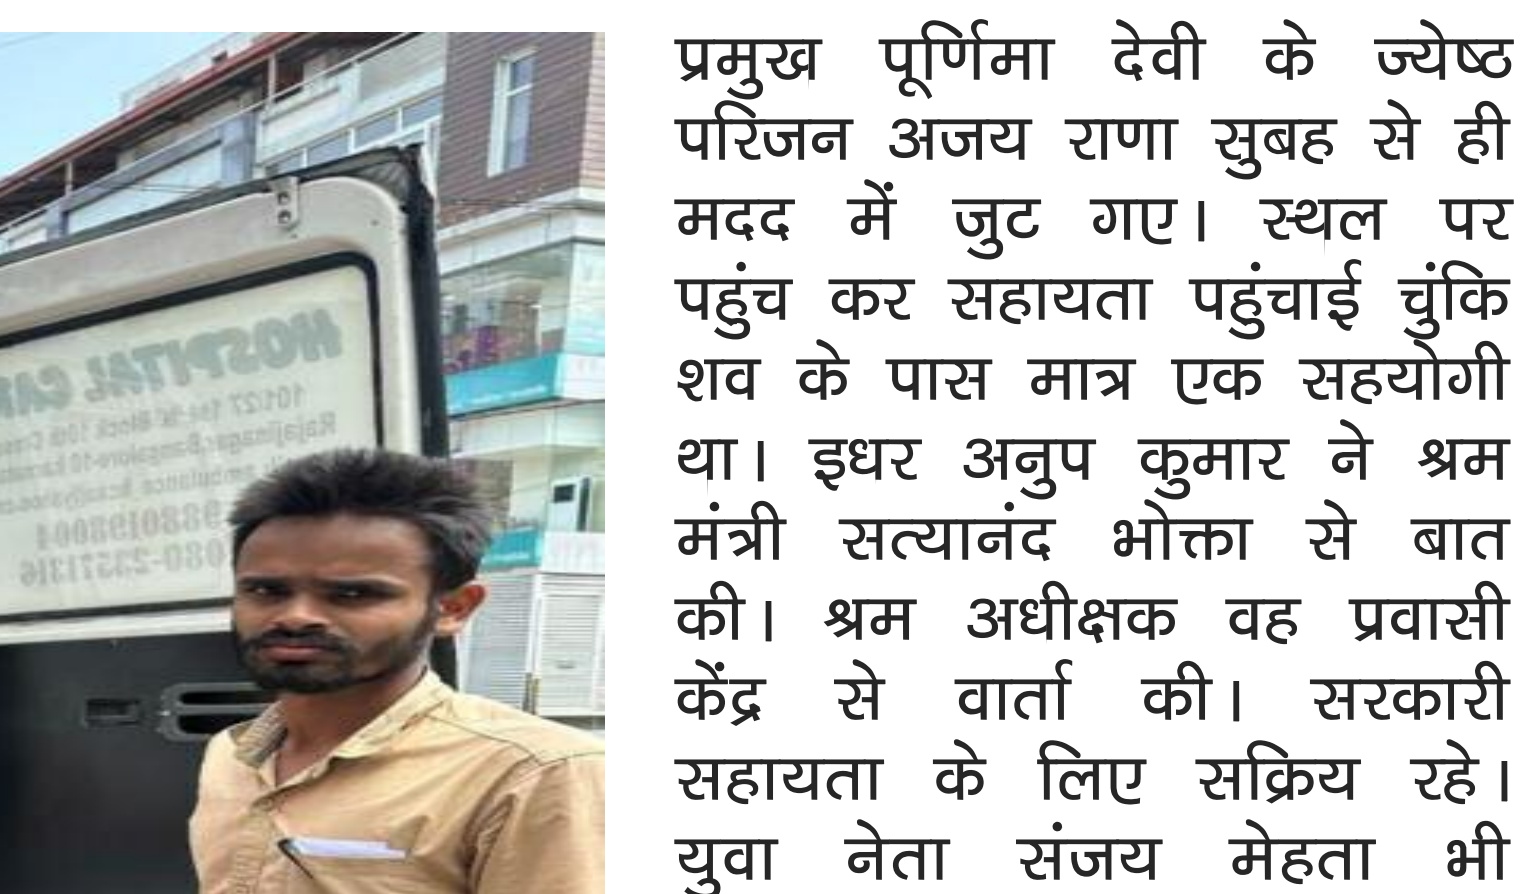 HOSPITAL CAR
प्रमुख पूर्णिमा देवी के ज्येष्ठ
परिजन अजय राणा सुबह से ही
मदद में जुट गए। स्थल पर
पहुंच कर सहायता पहुंचाई चुंकि
शव के पास मात्र एक सहयोगी
था। इधर अनुप कुमार ने श्रम
मंत्री सत्यानंद भोक्ता से बात
की। श्रम अधीक्षक वह प्रवासी
केंद्र से वार्ता की। सरकारी
सहायता के लिए सक्रिय रहे।
युवा नेता संजय मेहता भी